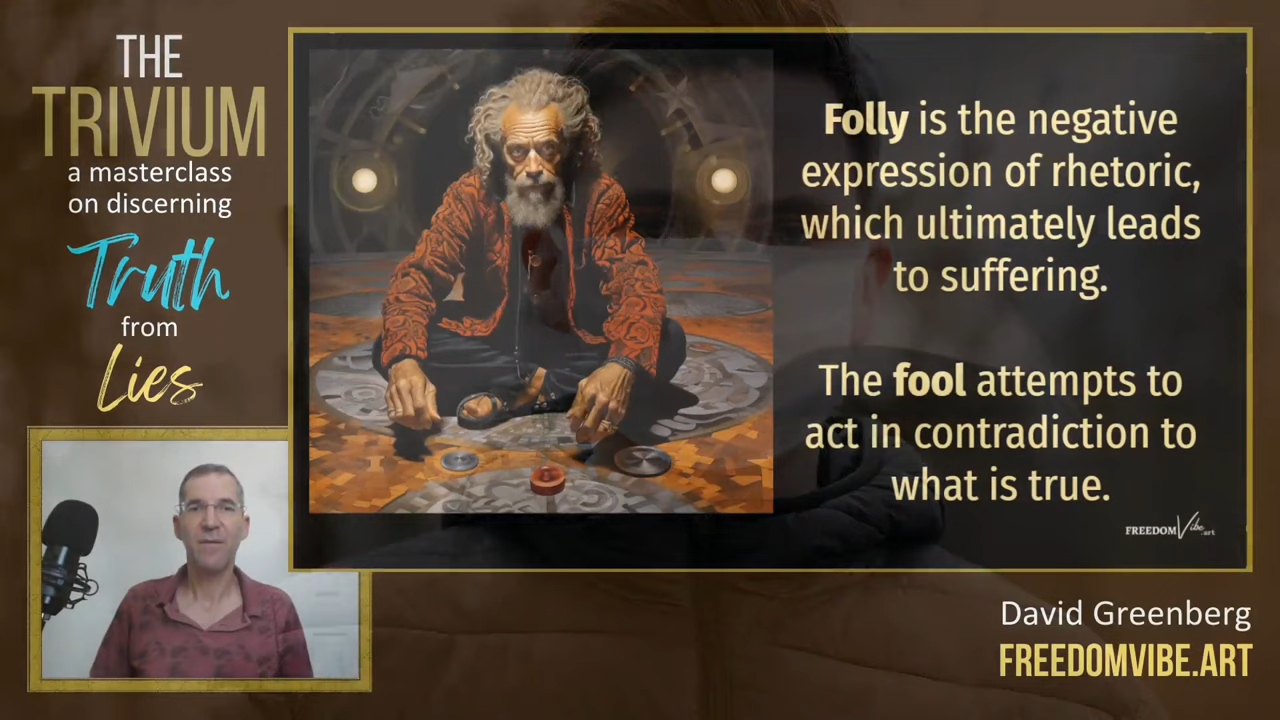 THE
TRIVIUM
a masterclass
on discerning
Truth
from
Lies
Folly is the negative
expression of rhetoric,
which ultimately leads
to suffering.
The fool attempts to
act in contradiction to
what is true.
FREEDOMVibe.art
David Greenberg
FREEDOMVIBE.ART